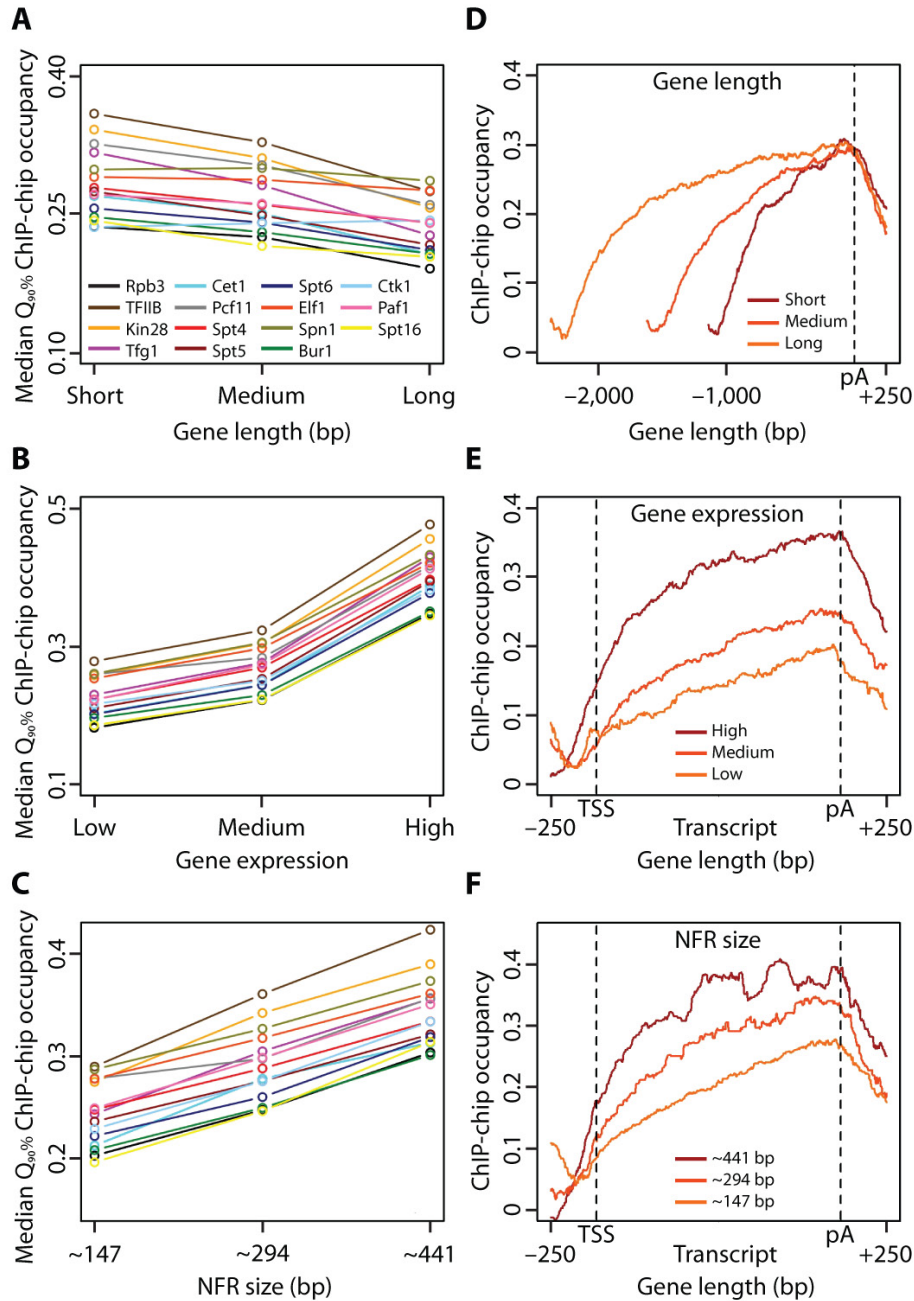 A
Median Q90% ChIP-chip occupancy
0.40
0.25
0.10
Rpb3 Cet1 Spt6 Ctk1
TFIIB Pcf11 Elf1 Paf1
Kin28 Spt4 Spn1 Spt16
Tfg1 Spt5 Bur1
Short Medium Long
Gene length (bp)
D
ChIP-chip occupancy
0.4
0.3
0.2
0.1
0
Gene length
Short
Medium
Long
pA
−2,000 −1,000 +250
Gene length (bp)
B
Median Q90% ChIP-chip occupancy
0.5
0.3
0.1
Low Medium High
Gene expression
E
ChIP-chip occupancy
0.4
0.3
0.2
0.1
0
Gene expression
High
Medium
Low
TSS pA
−250 Transcript +250
Gene length (bp)
C
Median Q90% ChIP-chip occupancy
0.4
0.3
0.2
~147 ~294 ~441
NFR size (bp)
F
ChIP-chip occupancy
0.4
0.3
0.2
0.1
0
NFR size
~441 bp
~294 bp
~147 bp
TSS pA
−250 Transcript +250
Gene length (bp)